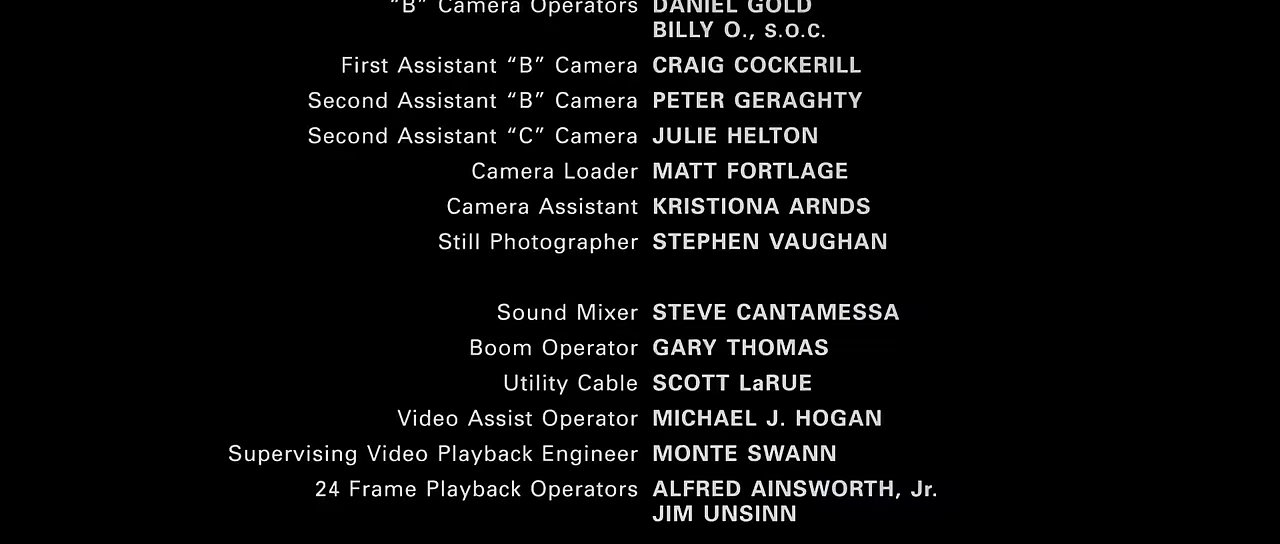 “B” Camera Operators DANIEL GOLD
BILLY O., S.O.C.
First Assistant “B” Camera CRAIG COCKERILL
Second Assistant “B” Camera PETER GERAGHTY
Second Assistant “C” Camera JULIE HELTON
Camera Loader MATT FORTLAGE
Camera Assistant KRISTIONA ARNDS
Still Photographer STEPHEN VAUGHAN
Sound Mixer STEVE CANTAMESSA
Boom Operator GARY THOMAS
Utility Cable SCOTT LaRUE
Video Assist Operator MICHAEL J. HOGAN
Supervising Video Playback Engineer MONTE SWANN
24 Frame Playback Operators ALFRED AINSWORTH, Jr.
JIM UNSINN